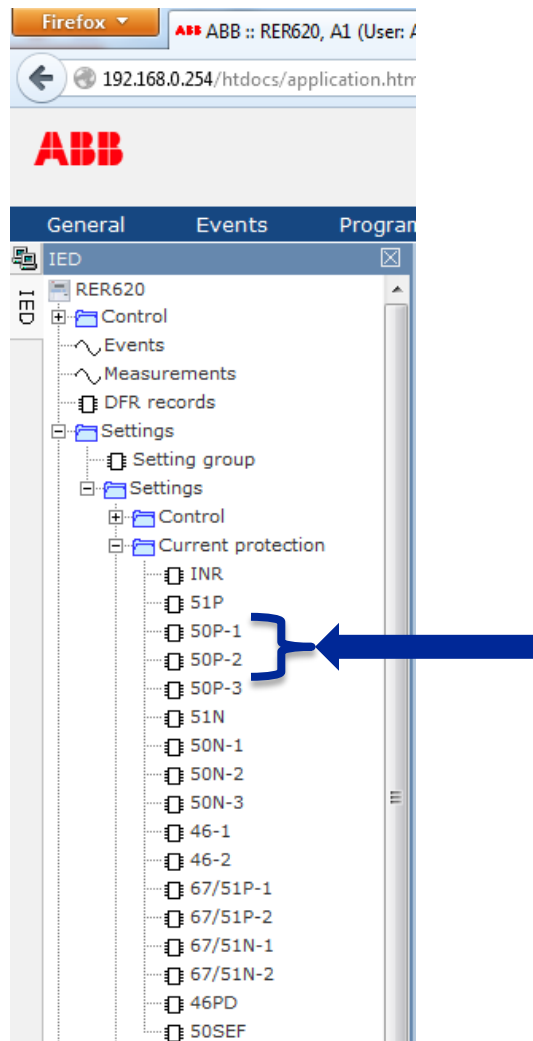 Firefox
ABB ABB :: RER620, A1 (User: A
192.168.0.254/htdocs/application.htm
ABB
General Events Program
IED
IED
RER620
Control
Events
Measurements
DFR records
Settings
Setting group
Settings
Control
Current protection
INR
51P
50P-1
50P-2
50P-3
51N
50N-1
50N-2
50N-3
46-1
46-2
67/51P-1
67/51P-2
67/51N-1
67/51N-2
46PD
50SEF